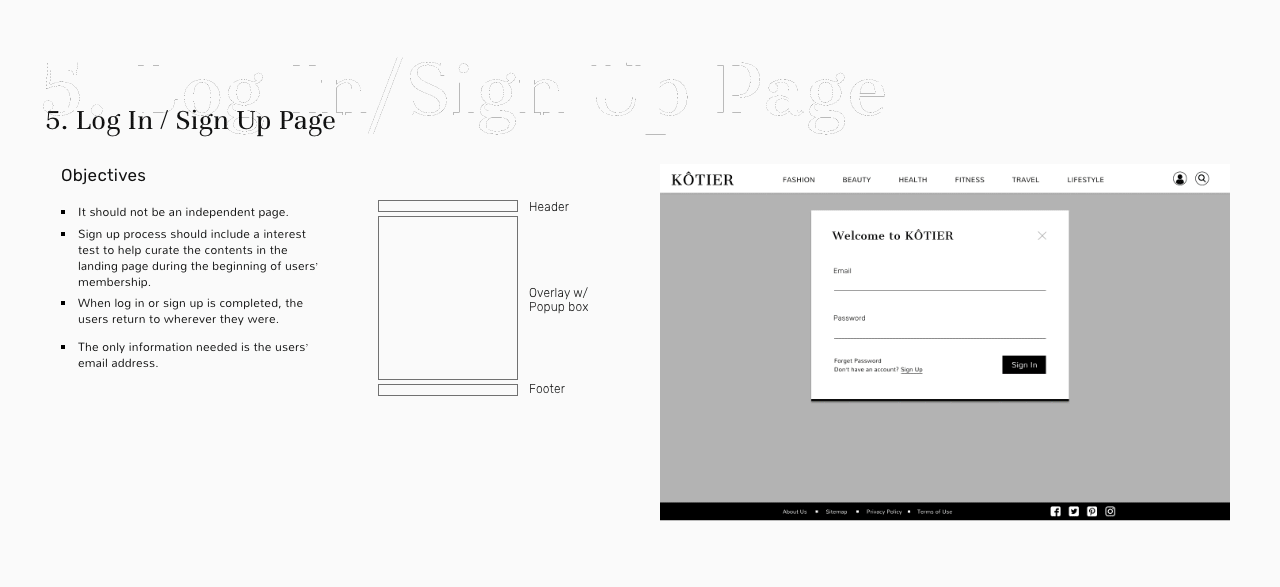 5. Log In/Sign Up Page
5. Log In / Sign Up Page
Objectives
It should not be an independent page.
Sign up process should include a interest
test to help curate the contents in the
landing page during the beginning of users'
membership.
When log in or sign up is completed, the
users return to wherever they were.
The only information needed is the users'
email address.
Header
Overlay w/
Popup box
Footer
KÔTIER
FASHION BEAUTY HEALTH FITNESS TRAVEL LIFESTYLE
Welcome to KÔTIER
Email
Password
Forget Password
Don't have an account? Sign Up
Sign In
About Us Sitemap Privacy Policy Terms of Use